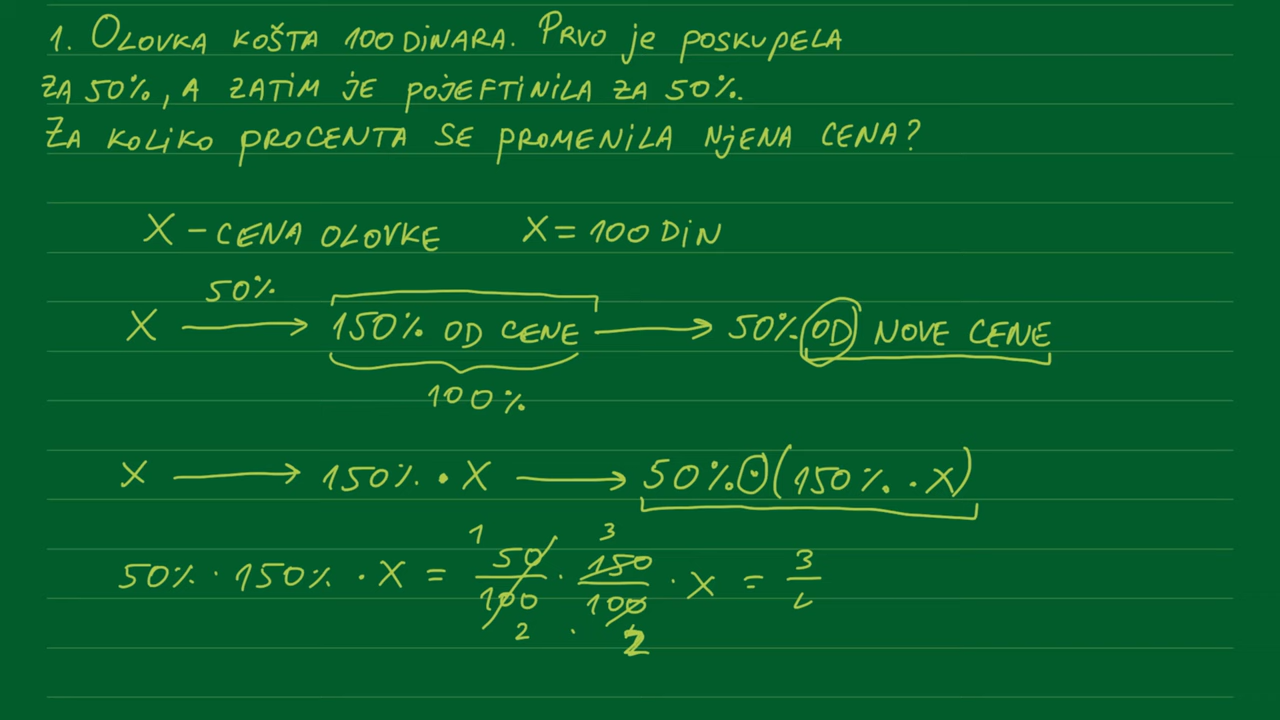 1. OLOVKA KOŠTA 100 DINARA. PRVO je POSKUPELA
ZA 50%, A ZATIM JE POJEFTINILA ZA 50%.
ZA KOLIKO PROCENTA SE PROMENILA NJENA CENA?
X - CENA OLOVKE X = 100 DIN
50%
X → 150% OD CENE → 50% OD NOVE CENE
100%
X → 150% · X → 50% · (150% · X)
1 3
50% · 150% · X = 50/100 · 150/100 · X = 3/
2 · 2